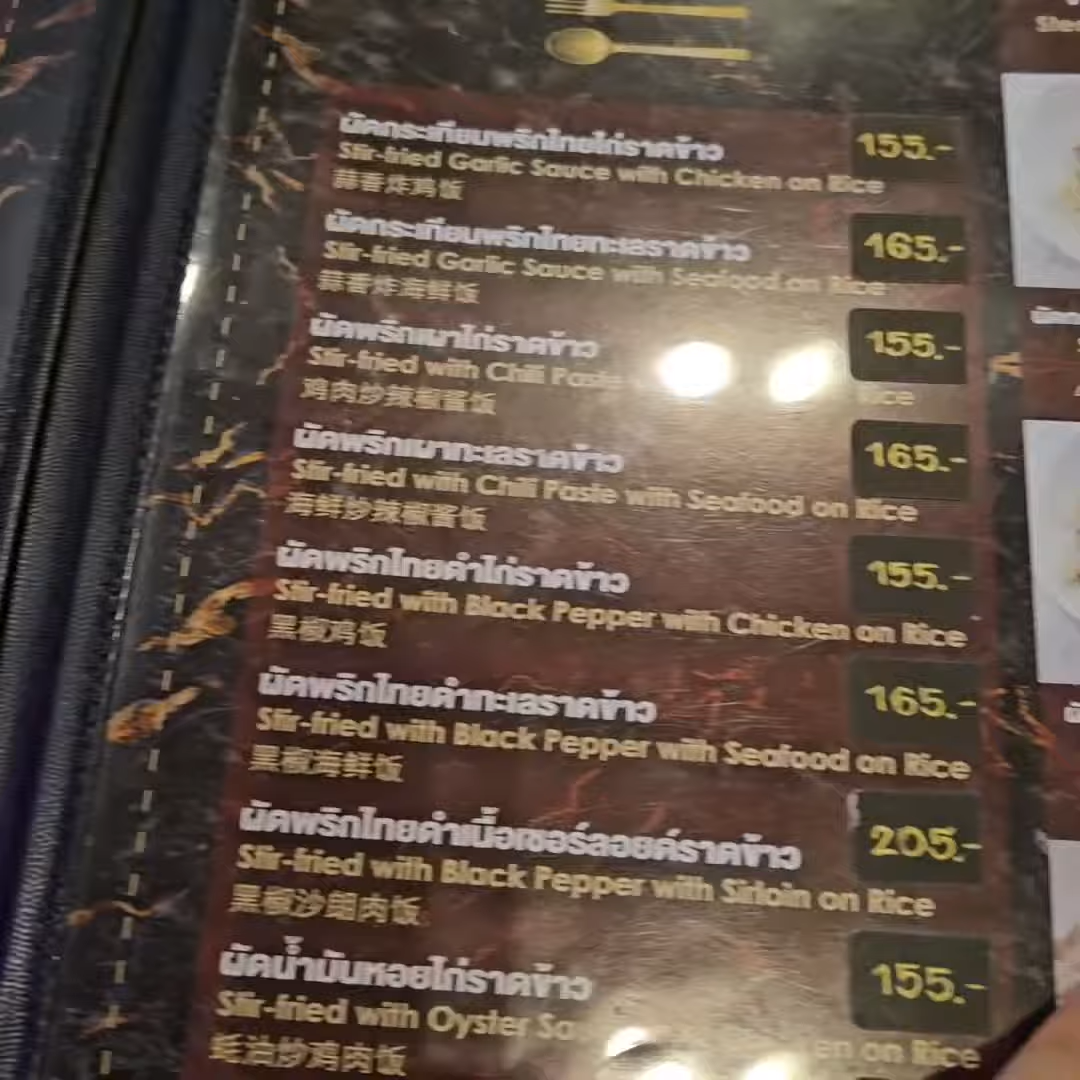 ผัดกระเทียมพริกไทยไก่ราดข้าว 155.-
Stir-fried Garlic Sauce with Chicken on Rice
蒜香炸鸡饭
ผัดกระเทียมพริกไทยทะเลราดข้าว 165.-
Stir-fried Garlic Sauce with Seafood on Rice
蒜香炸海鲜饭
ผัดพริกเผาไก่ราดข้าว 155.-
Stir-fried with Chili Paste Rice
鸡肉炒辣椒酱饭
ผัดพริกเผาทะเลราดข้าว 165.-
Stir-fried with Chili Paste with Seafood on Rice
海鲜炒辣椒酱饭
ผัดพริกไทยดำไก่ราดข้าว 155.-
Stir-fried with Black Pepper with Chicken on Rice
黑椒鸡饭
ผัดพริกไทยดำทะเลราดข้าว 165.-
Stir-fried with Black Pepper with Seafood on Rice
黑椒海鲜饭
ผัดพริกไทยดำเนื้อเซอร์ลอยด์ราดข้าว 205.-
Stir-fried with Black Pepper with Sirloin on Rice
黑椒沙朗肉饭
ผัดน้ำมันหอยไก่ราดข้าว 155.-
Stir-fried with Oyster on Rice
蚝油炒鸡肉饭